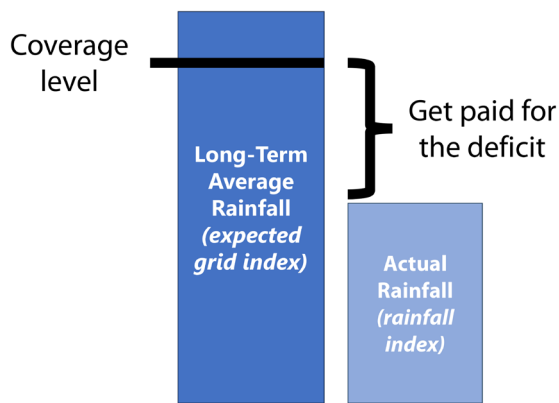 Coverage
level
Get paid for
the deficit
Long-Term
Average
Rainfall
(expected
grid index)
Actual
Rainfall
(rainfall
index)